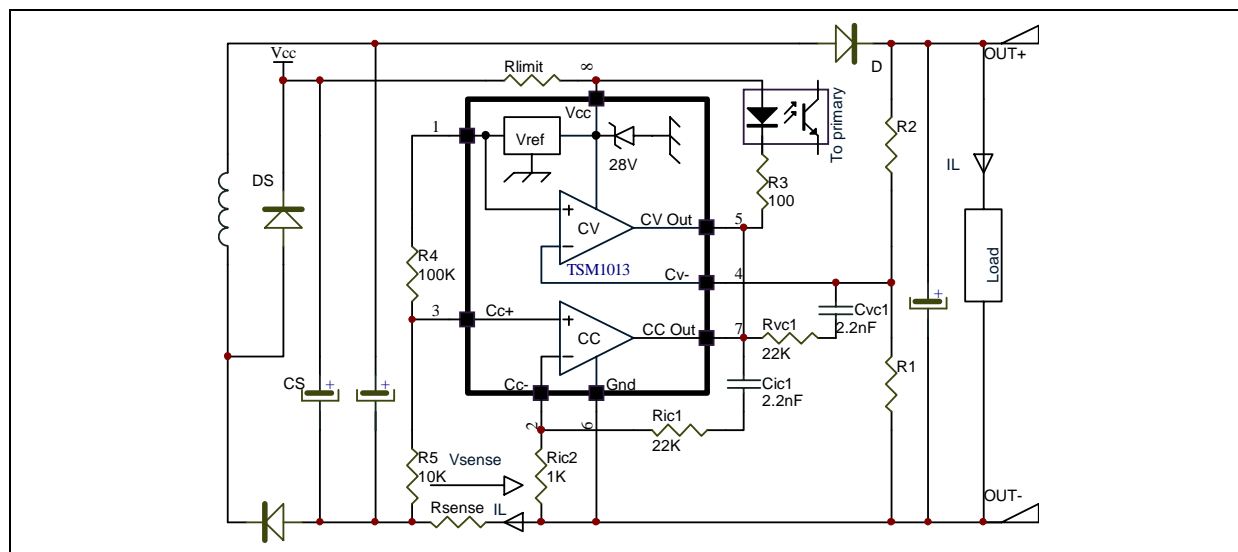 OUT+
Vcc
D
Rlimit
∞
Vcc
1
Vref
28V
To primary
R2
IL
DS
R3
100
+
CV
−
CV Out
5
R4
100K
TSM1013
Cv-
4
Load
3
Cc+
+
CC
−
CC Out
7
Rvc1
22K
Cvc1
2.2nF
+
R1
CS
+
+
Cc-
Gnd
Cic1
2.2nF
2
6
Ric1
22K
R5
10K
Vsense
Ric2
1K
Rsense
IL
OUT-